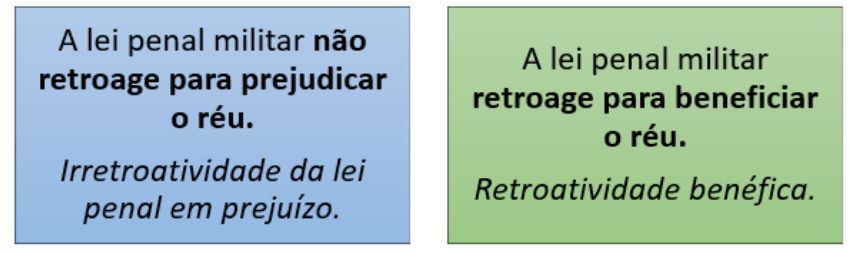 A lei penal militar não
retroage para prejudicar
o réu.
Irretroatividade da lei
penal em prejuízo.
A lei penal militar
retroage para beneficiar
o réu.
Retroatividade benéfica.